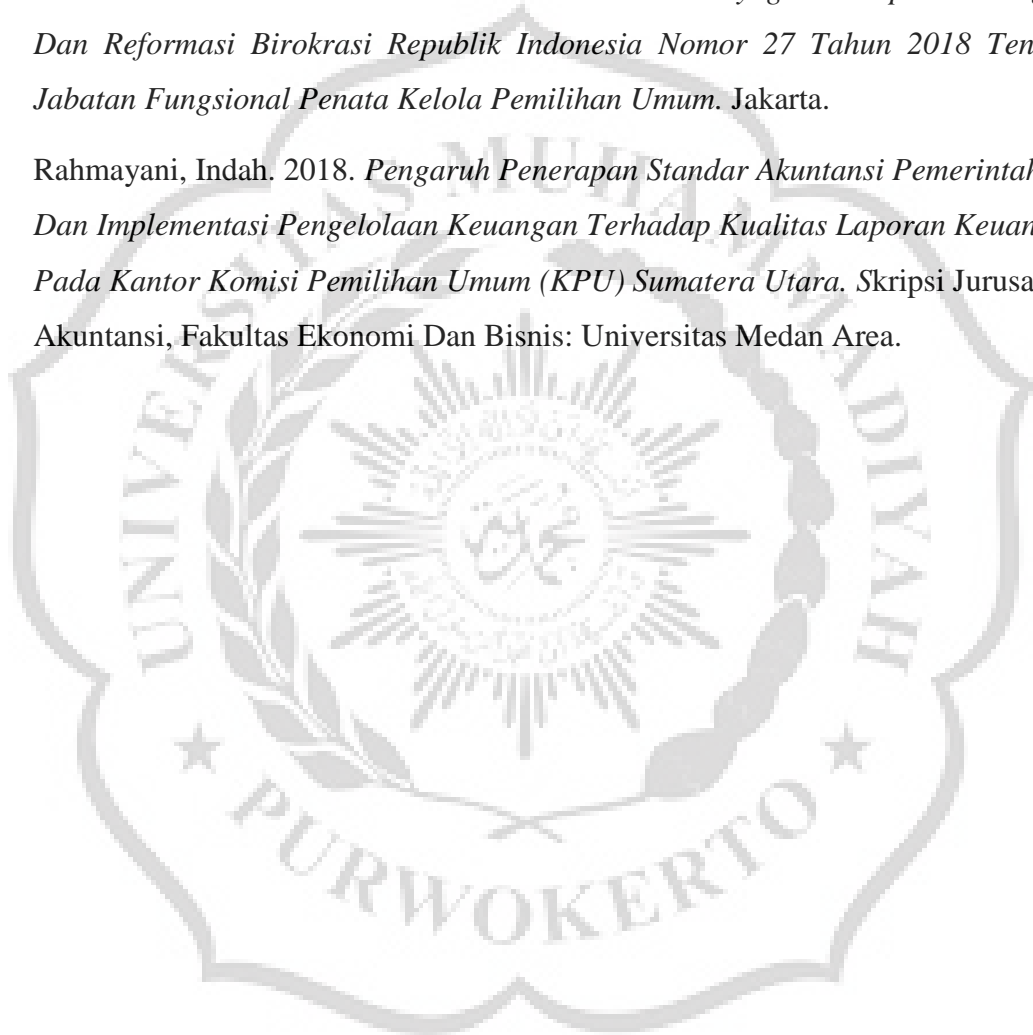 Dan Reformasi Birokrasi Republik Indonesia Nomor 27 Tahun 2018 Ten
Jabatan Fungsional Penata Kelola Pemilihan Umum. Jakarta.
Rahmayani, Indah. 2018. Pengaruh Penerapan Standar Akuntansi Pemerintah
Dan Implementasi Pengelolaan Keuangan Terhadap Kualitas Laporan Keuan
Pada Kantor Komisi Pemilihan Umum (KPU) Sumatera Utara. Skripsi Jurusa
Akuntansi, Fakultas Ekonomi Dan Bisnis: Universitas Medan Area.
UNIVERSITAS MUHAMMADIYAH
PURWOKERTO